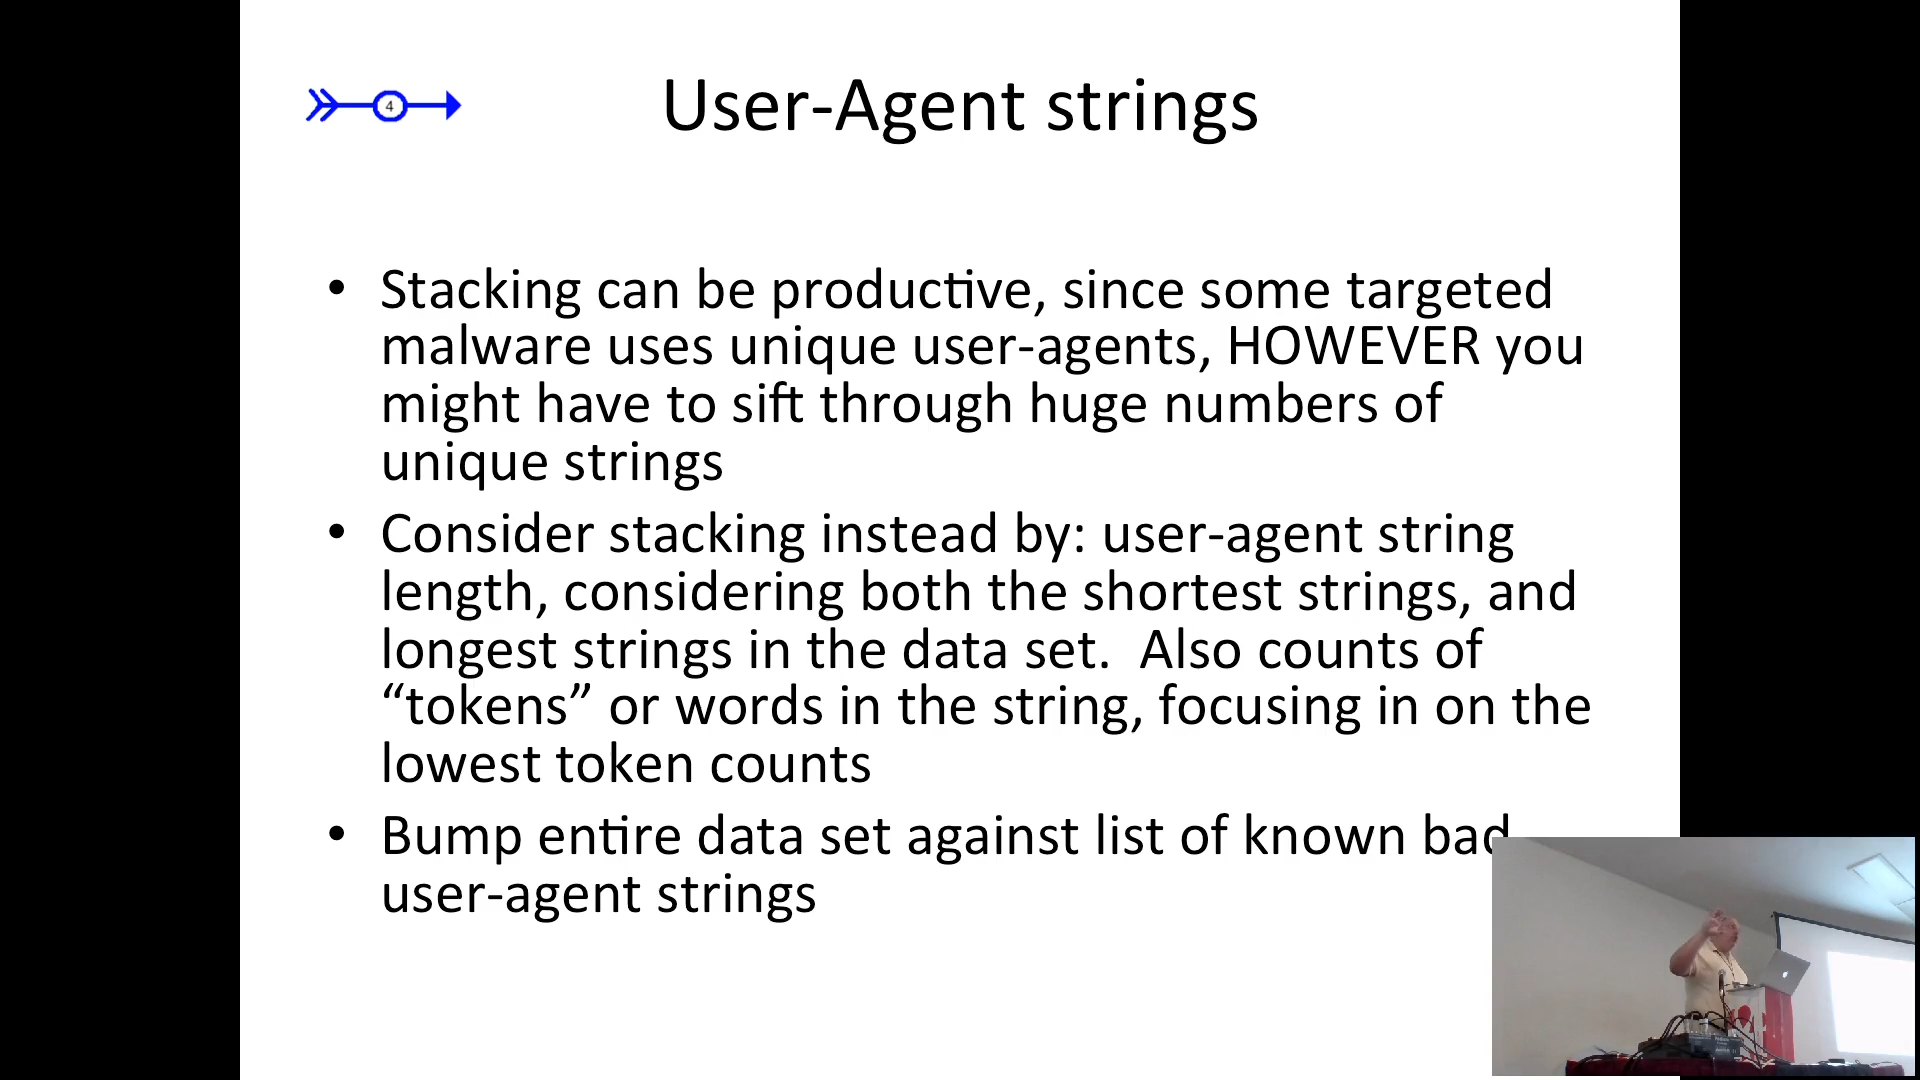 4
User-Agent strings
• Stacking can be productive, since some targeted
malware uses unique user-agents, HOWEVER you
might have to sift through huge numbers of
unique strings
• Consider stacking instead by: user-agent string
length, considering both the shortest strings, and
longest strings in the data set.  Also counts of
“tokens” or words in the string, focusing in on the
lowest token counts
• Bump entire data set against list of known bad
user-agent strings